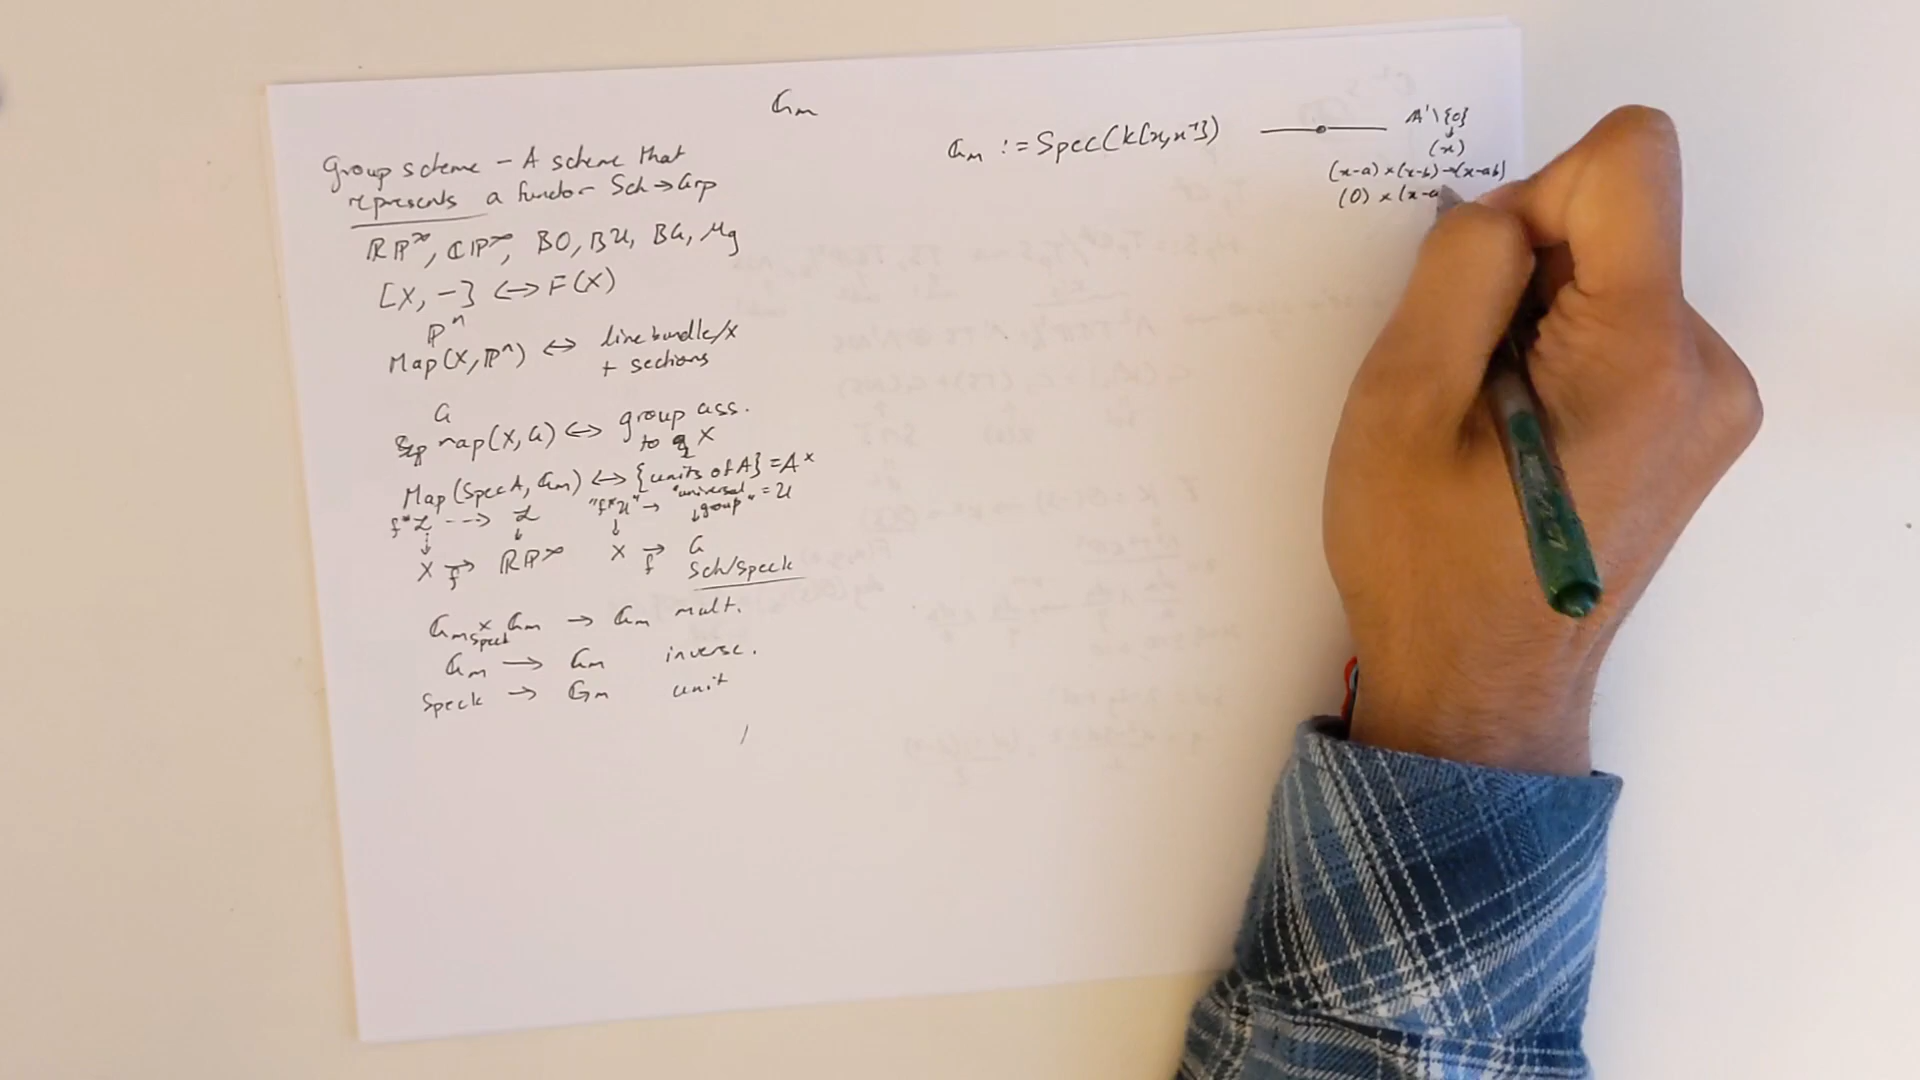 𝔾m
Group scheme – A scheme that
represents a functor Sch → Grp
ℝP^∞, ℂP^∞, BO, BU, BG, Mg
[X, -] ↔ F(X)
ℙ^n
Map(X, ℙ^n) ↔ line bundle/X
+ sections
G
Map(X, G) ↔ group ass.
to X
Map(Spec A, 𝔾m) ↔ {units of A} = A^×
f*ℒ ⇢ ℒ "f*U" → "universal group" = U
↓ ↓ ↓ ↓
X →f ℝP^∞ X →f G
Sch/Spec k
𝔾m ×Spec k 𝔾m → 𝔾m mult.
𝔾m → 𝔾m inverse.
Spec k → 𝔾m unit
𝔾m := Spec(k[x,x^-1])
𝔸^1 \ {0}
↓
(x)
(x-a) × (x-b) → (x-ab)
(0) × (x-a